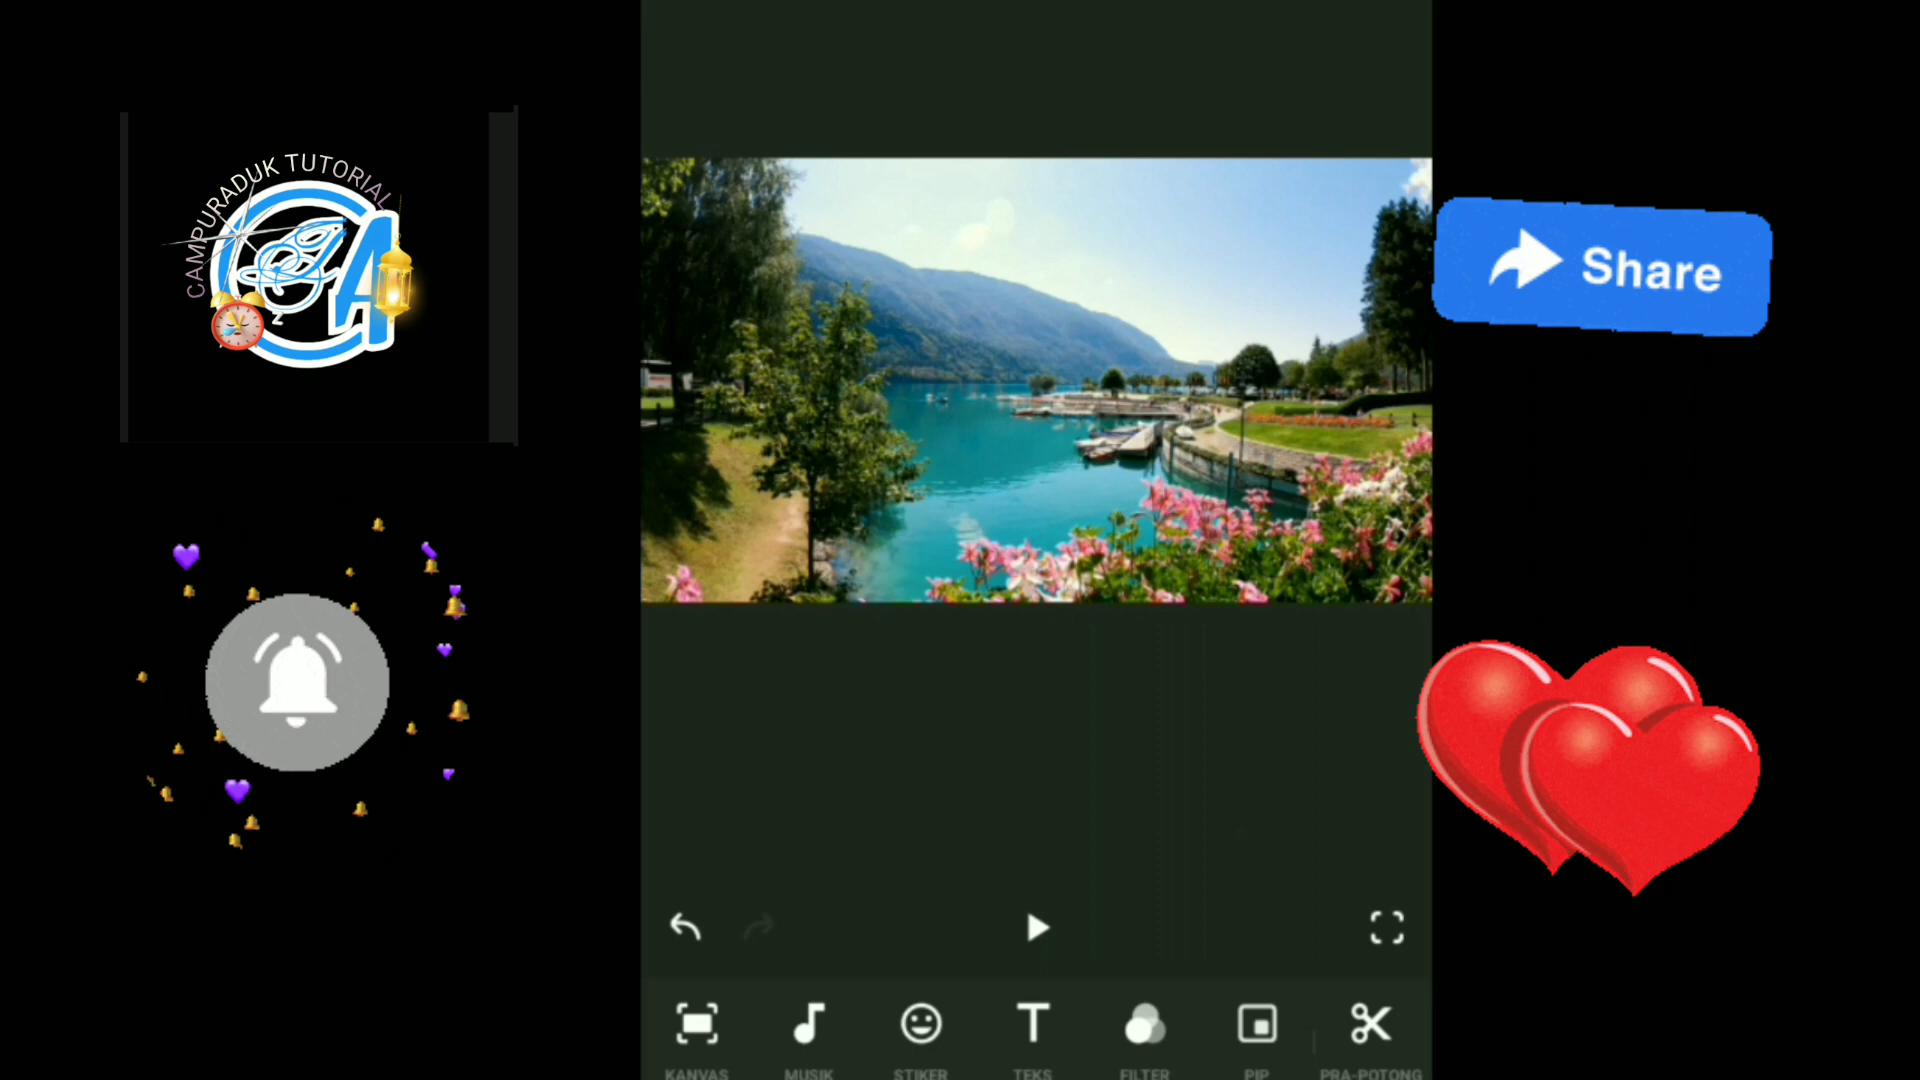 CAMPURADUK TUTORIAL
A
z
Share
KANVAS MUSIK STIKER TEKS FILTER PIP PRA-POTONG